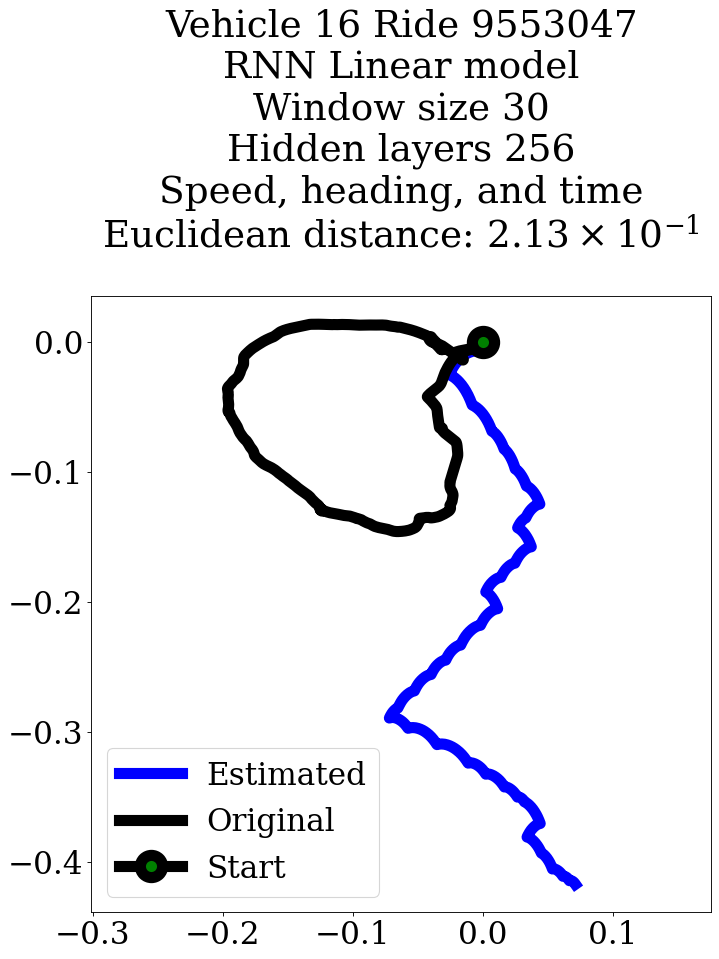 Vehicle 16 Ride 9553047
RNN Linear model
Window size 30
Hidden layers 256
Speed, heading, and time
Euclidean distance: 2.13 × 10⁻¹
0.0
−0.1
−0.2
−0.3
−0.4
Estimated
Original
Start
−0.3 −0.2 −0.1 0.0 0.1